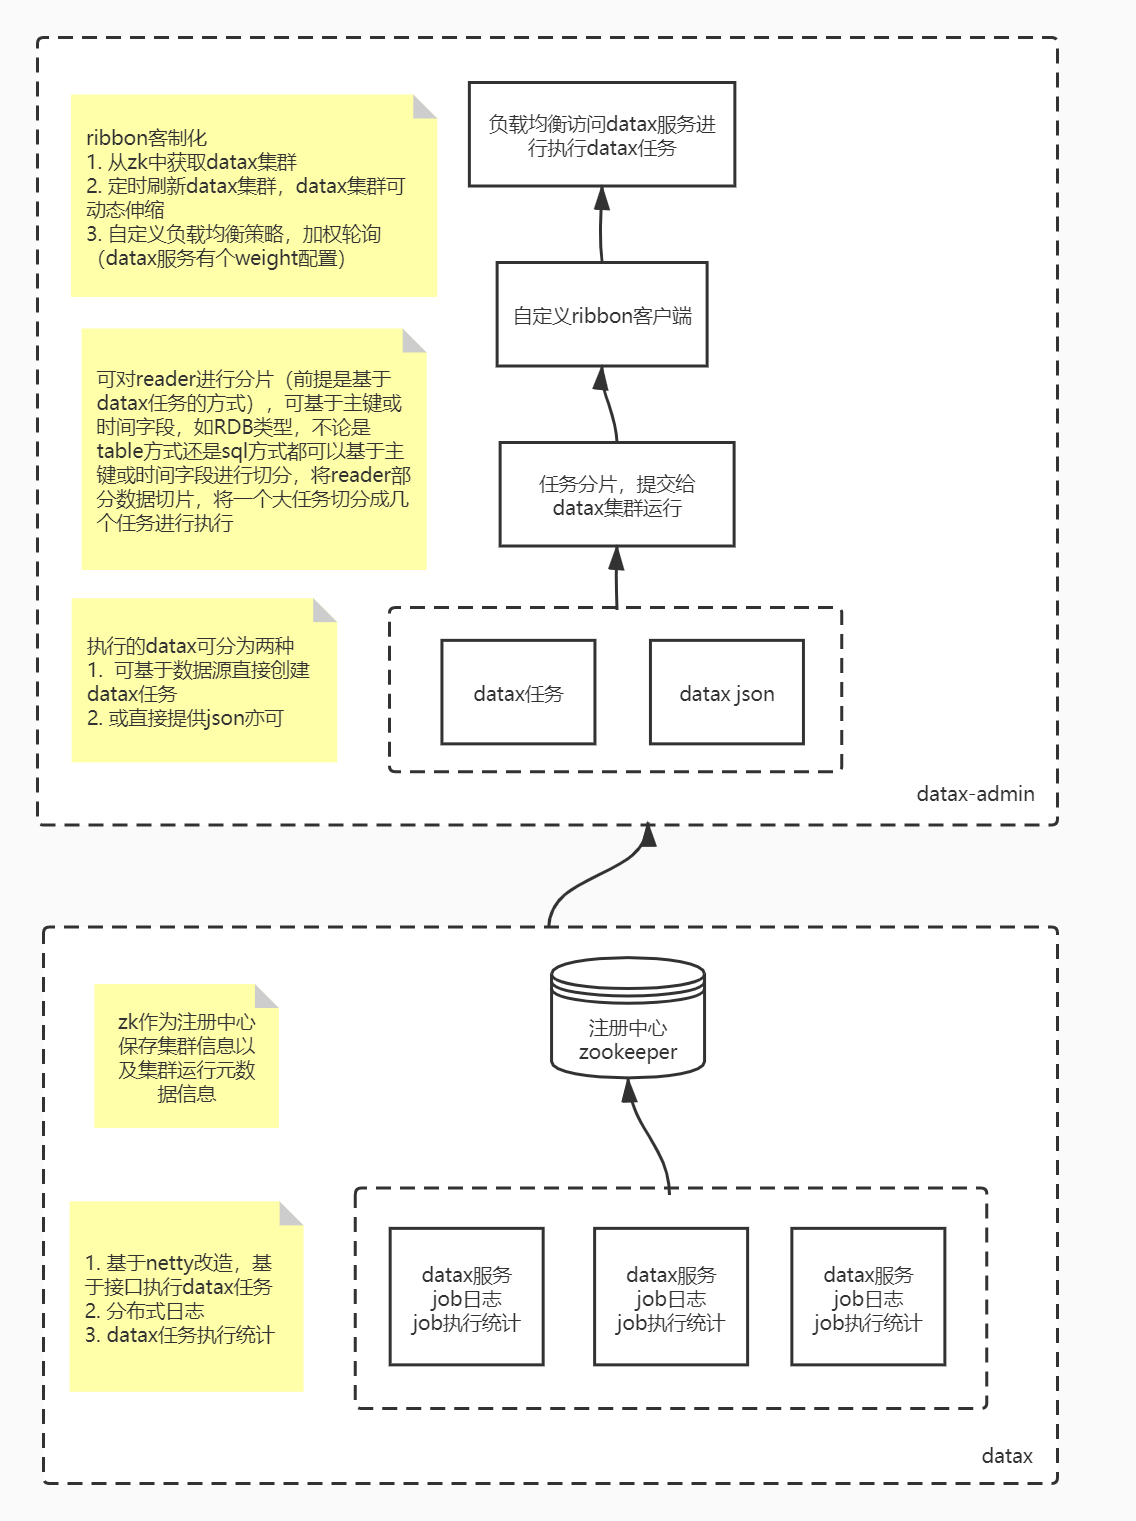 负载均衡访问datax服务进
行执行datax任务
ribbon客制化
1. 从zk中获取datax集群
2. 定时刷新datax集群，datax集群可
动态伸缩
3. 自定义负载均衡策略，加权轮询
（datax服务有个weight配置）
自定义ribbon客户端
可对reader进行分片（前提是基于
datax任务的方式），可基于主键或
时间字段，如RDB类型，不论是
table方式还是sql方式都可以基于主
键或时间字段进行切分，将reader部
分数据切片，将一个大任务切分成几
个任务进行执行
任务分片，提交给
datax集群运行
执行的datax可分为两种
1. 可基于数据源直接创建
datax任务
2. 或直接提供json亦可
datax任务
datax json
datax-admin
zk作为注册中心
保存集群信息以
及集群运行元数
据信息
注册中心
zookeeper
1. 基于netty改造，基
于接口执行datax任务
2. 分布式日志
3. datax任务执行统计
datax服务
job日志
job执行统计
datax服务
job日志
job执行统计
datax服务
job日志
job执行统计
datax